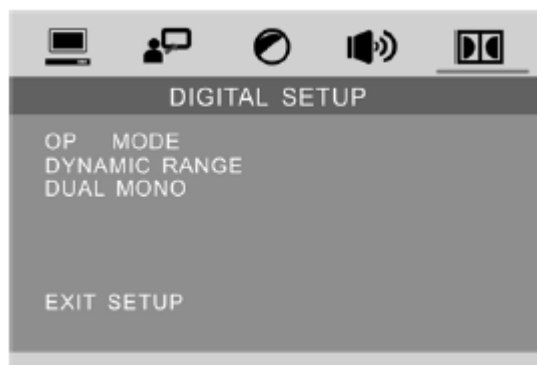 DIGITAL SETUP
OP MODE
DYNAMIC RANGE
DUAL MONO
EXIT SETUP